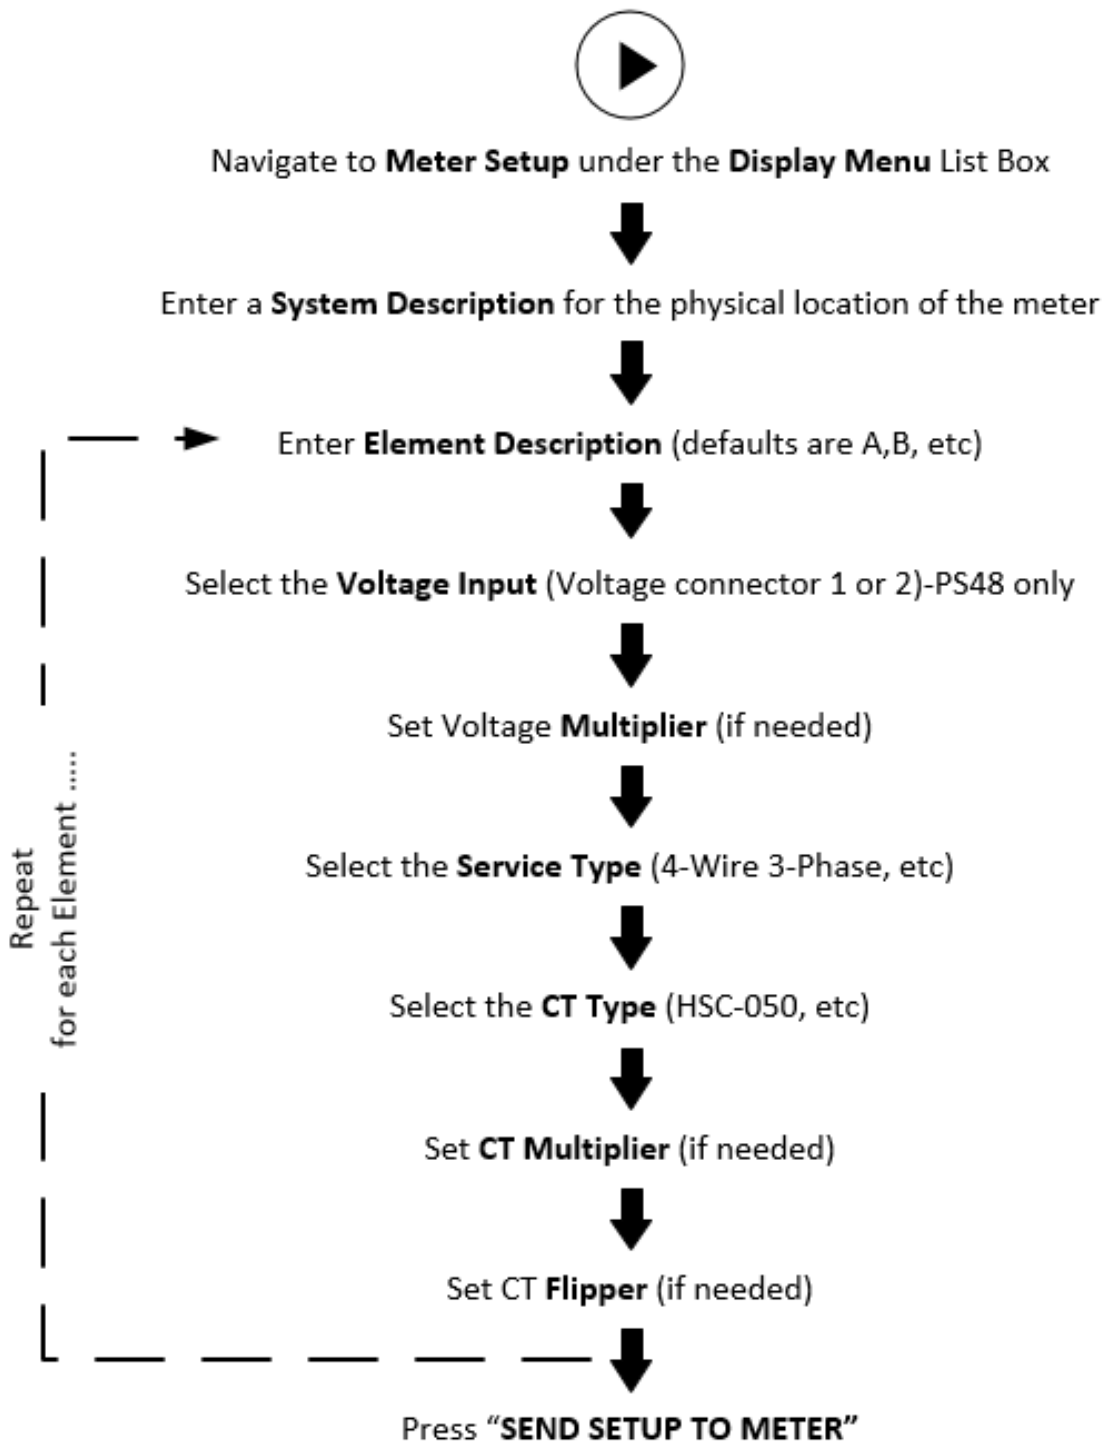 Navigate to Meter Setup under the Display Menu List Box
Enter a System Description for the physical location of the meter
Enter Element Description (defaults are A,B, etc)
Select the Voltage Input (Voltage connector 1 or 2)-PS48 only
Set Voltage Multiplier (if needed)
Select the Service Type (4-Wire 3-Phase, etc)
Select the CT Type (HSC-050, etc)
Set CT Multiplier (if needed)
Set CT Flipper (if needed)
Repeat
for each Element .....
Press “SEND SETUP TO METER”